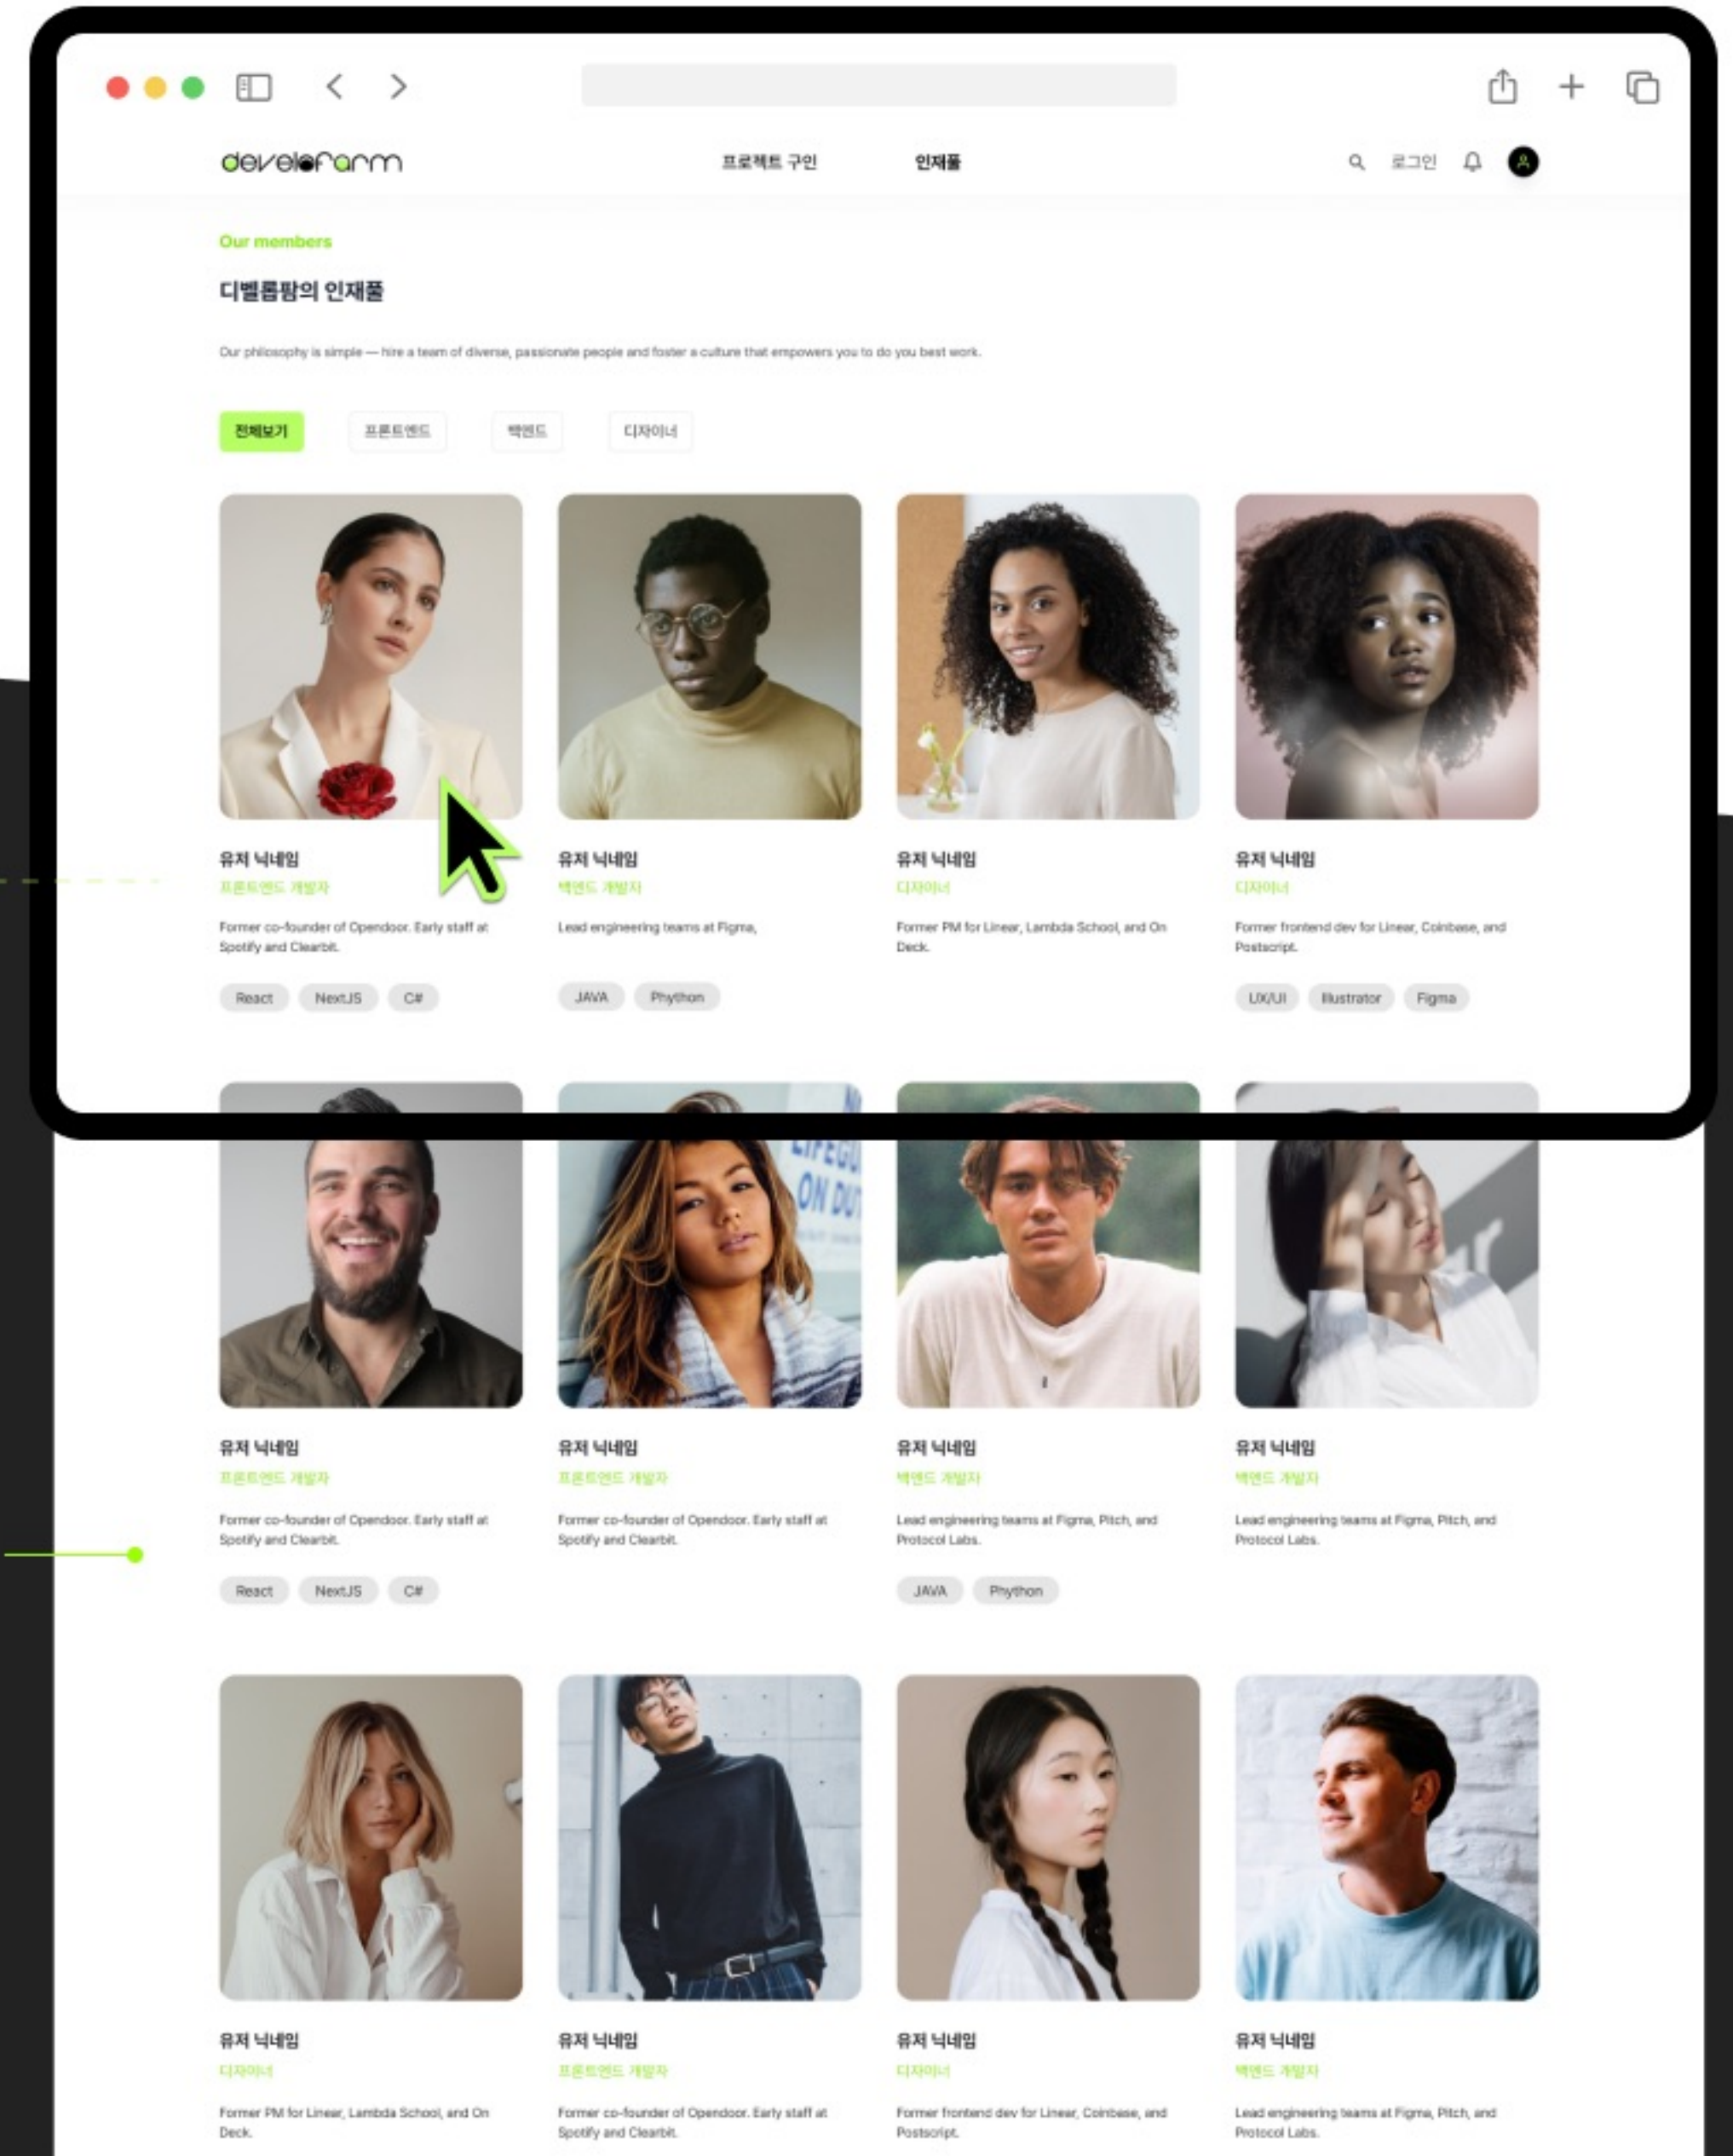 develofarm
프로젝트 구인
인재풀
로그인
Our members
디벨롭팜의 인재풀
Our philosophy is simple — hire a team of diverse, passionate people and foster a culture that empowers you to do you best work.
전체보기
프론트엔드
백엔드
디자이너
유저 닉네임
프론트엔드 개발자
Former co-founder of Opendoor. Early staff at
Spotify and Clearbit.
React
NextJS
C#
유저 닉네임
백엔드 개발자
Lead engineering teams at Figma,
JAVA
Phython
유저 닉네임
디자이너
Former PM for Linear, Lambda School, and On
Deck.
유저 닉네임
디자이너
Former frontend dev for Linear, Coinbase, and
Postscript.
UX/UI
Illustrator
Figma
ON DU
유저 닉네임
프론트엔드 개발자
Former co-founder of Opendoor. Early staff at
Spotify and Clearbit.
React
NextJS
C#
유저 닉네임
프론트엔드 개발자
Former co-founder of Opendoor. Early staff at
Spotify and Clearbit.
유저 닉네임
백엔드 개발자
Lead engineering teams at Figma, Pitch, and
Protocol Labs.
JAVA
Phython
유저 닉네임
백엔드 개발자
Lead engineering teams at Figma, Pitch, and
Protocol Labs.
유저 닉네임
디자이너
Former PM for Linear, Lambda School, and On
Deck.
유저 닉네임
프론트엔드 개발자
Former co-founder of Opendoor. Early staff at
Spotify and Clearbit.
유저 닉네임
디자이너
Former frontend dev for Linear, Coinbase, and
Postscript.
유저 닉네임
백엔드 개발자
Lead engineering teams at Figma, Pitch, and
Protocol Labs.